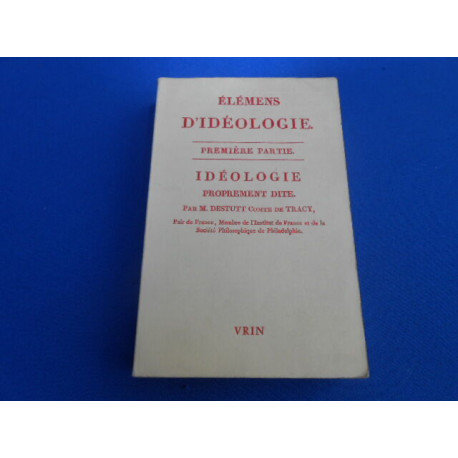 ÉLÉMENS
D'IDÉOLOGIE.
PREMIÈRE PARTIE.
IDÉOLOGIE
PROPREMENT DITE.
PAR M. DESTUTT COMTE DE TRACY,
Pair de France, Membre de l'Institut de France et de la
Société Philosophique de Philadelphie.
VRIN